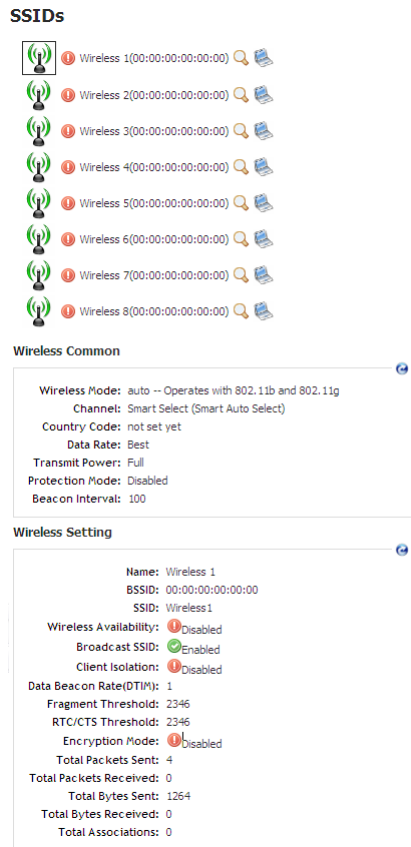 SSIDs
Wireless 1(00:00:00:00:00:00)
Wireless 2(00:00:00:00:00:00)
Wireless 3(00:00:00:00:00:00)
Wireless 4(00:00:00:00:00:00)
Wireless 5(00:00:00:00:00:00)
Wireless 6(00:00:00:00:00:00)
Wireless 7(00:00:00:00:00:00)
Wireless 8(00:00:00:00:00:00)
Wireless Common
Wireless Mode: auto -- Operates with 802.11b and 802.11g
Channel: Smart Select (Smart Auto Select)
Country Code: not set yet
Data Rate: Best
Transmit Power: Full
Protection Mode: Disabled
Beacon Interval: 100
Wireless Setting
Name: Wireless 1
BSSID: 00:00:00:00:00:00
SSID: Wireless1
Wireless Availability: Disabled
Broadcast SSID: Enabled
Client Isolation: Disabled
Data Beacon Rate(DTIM): 1
Fragment Threshold: 2346
RTC/CTS Threshold: 2346
Encryption Mode: Disabled
Total Packets Sent: 4
Total Packets Received: 0
Total Bytes Sent: 1264
Total Bytes Received: 0
Total Associations: 0